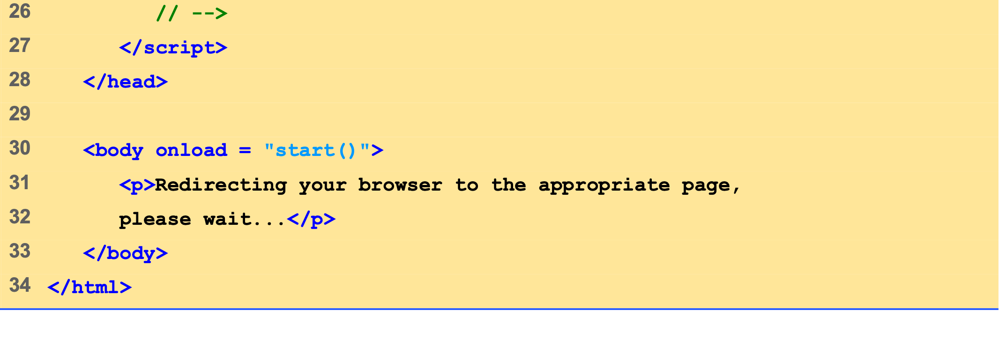 26 // -->
27 </script>
28 </head>
29
30 <body onload = "start()">
31 <p>Redirecting your browser to the appropriate page,
32 please wait...</p>
33 </body>
34 </html>